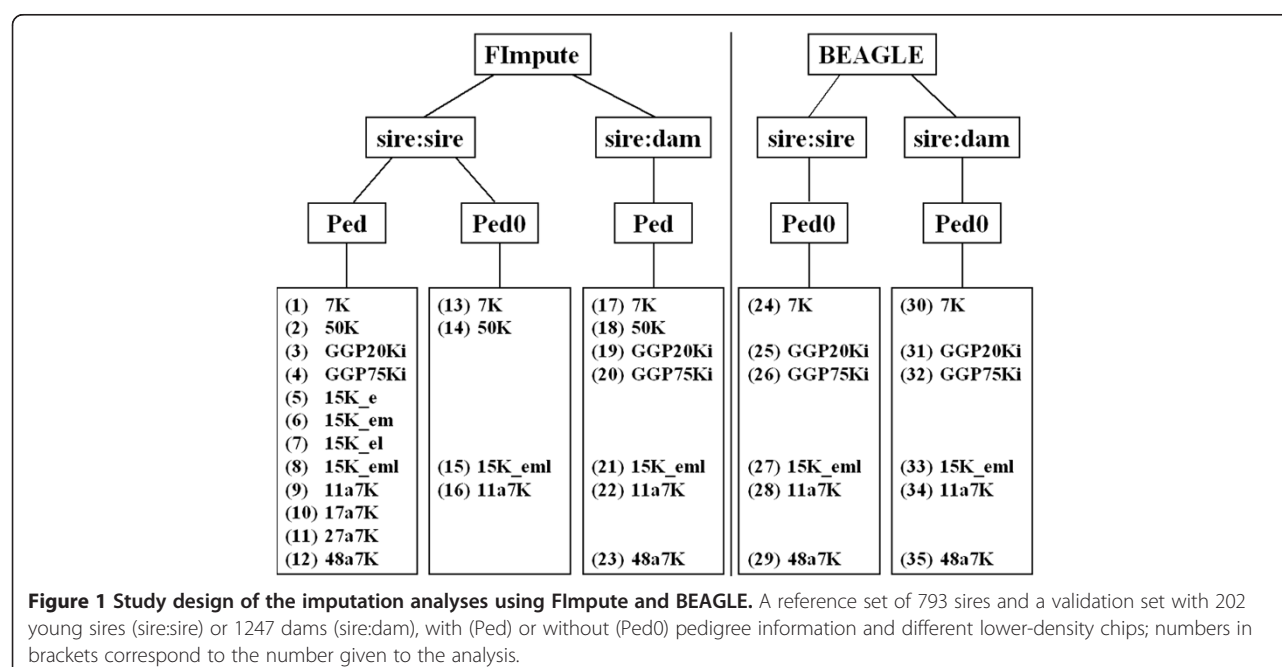 FImpute
BEAGLE
sire:sire
sire:dam
sire:sire
sire:dam
Ped
Ped0
Ped
Ped0
Ped0
(1) 7K
(2) 50K
(3) GGP20Ki
(4) GGP75Ki
(5) 15K_e
(6) 15K_em
(7) 15K_el
(8) 15K_eml
(9) 11a7K
(10) 17a7K
(11) 27a7K
(12) 48a7K
(13) 7K
(14) 50K
(15) 15K_eml
(16) 11a7K
(17) 7K
(18) 50K
(19) GGP20Ki
(20) GGP75Ki
(21) 15K_eml
(22) 11a7K
(23) 48a7K
(24) 7K
(25) GGP20Ki
(26) GGP75Ki
(27) 15K_eml
(28) 11a7K
(29) 48a7K
(30) 7K
(31) GGP20Ki
(32) GGP75Ki
(33) 15K_eml
(34) 11a7K
(35) 48a7K
Figure 1 Study design of the imputation analyses using FImpute and BEAGLE. A reference set of 793 sires and a validation set with 202
young sires (sire:sire) or 1247 dams (sire:dam), with (Ped) or without (Ped0) pedigree information and different lower-density chips; numbers in
brackets correspond to the number given to the analysis.